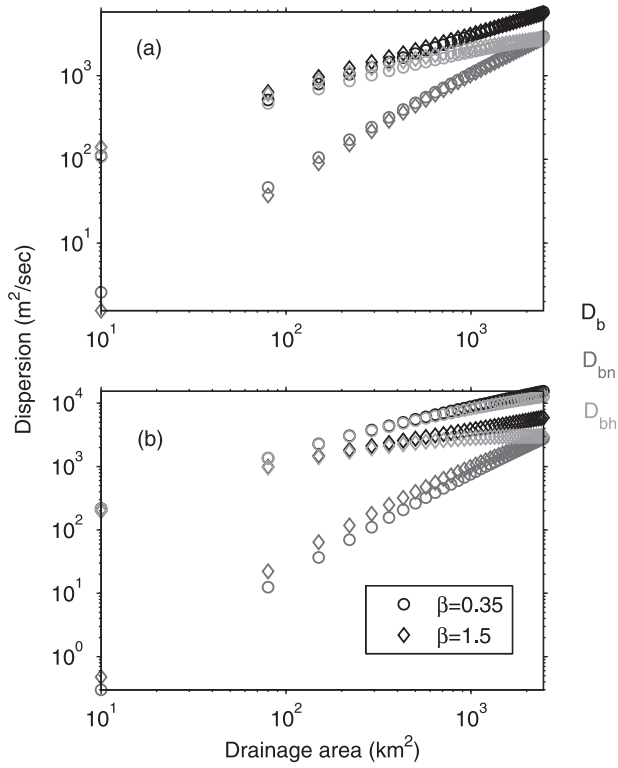 (a)
10³
10²
10¹
10¹
10²
10³
Dispersion (m²/sec)
D_b
D_bn
D_bh
(b)
10⁴
10³
10²
10¹
10⁰
β=0.35
β=1.5
10¹
10²
10³
Drainage area (km²)